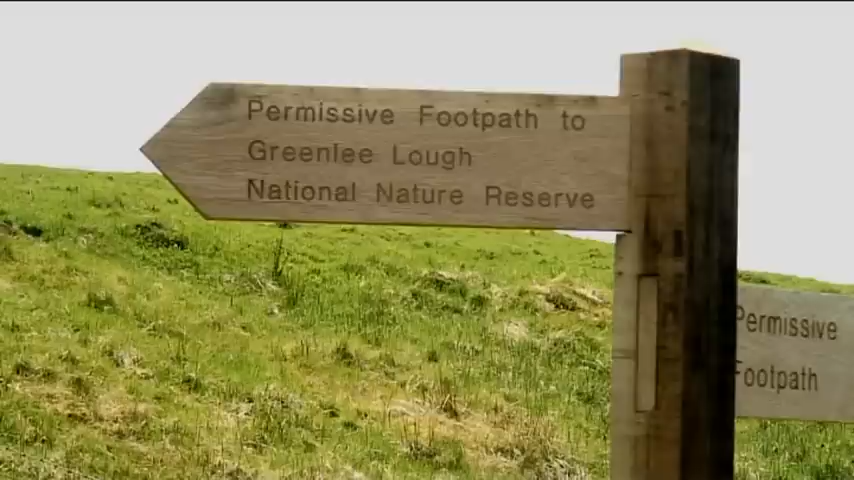 Permissive Footpath to
Greenlee Lough
National Nature Reserve
Permissive
Footpath